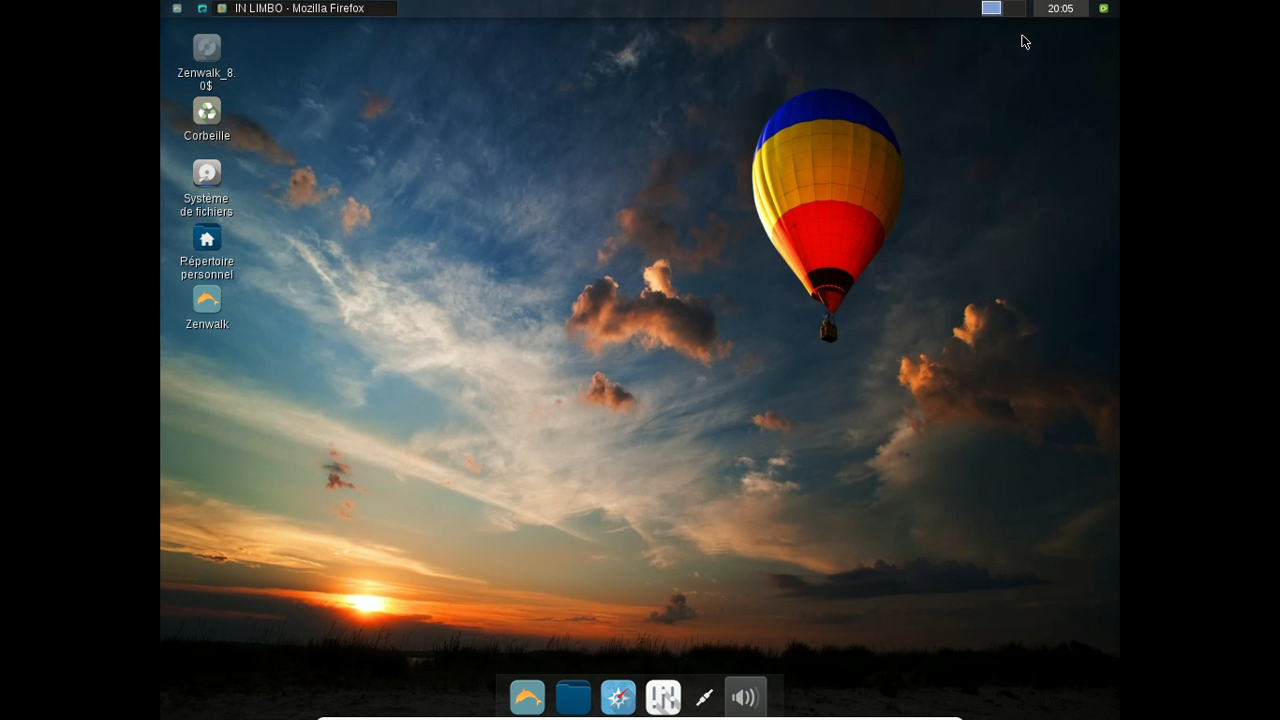 IN LIMBO - Mozilla Firefox
20:05
Zenwalk_8.
0$
Corbeille
Système
de fichiers
Répertoire
personnel
Zenwalk